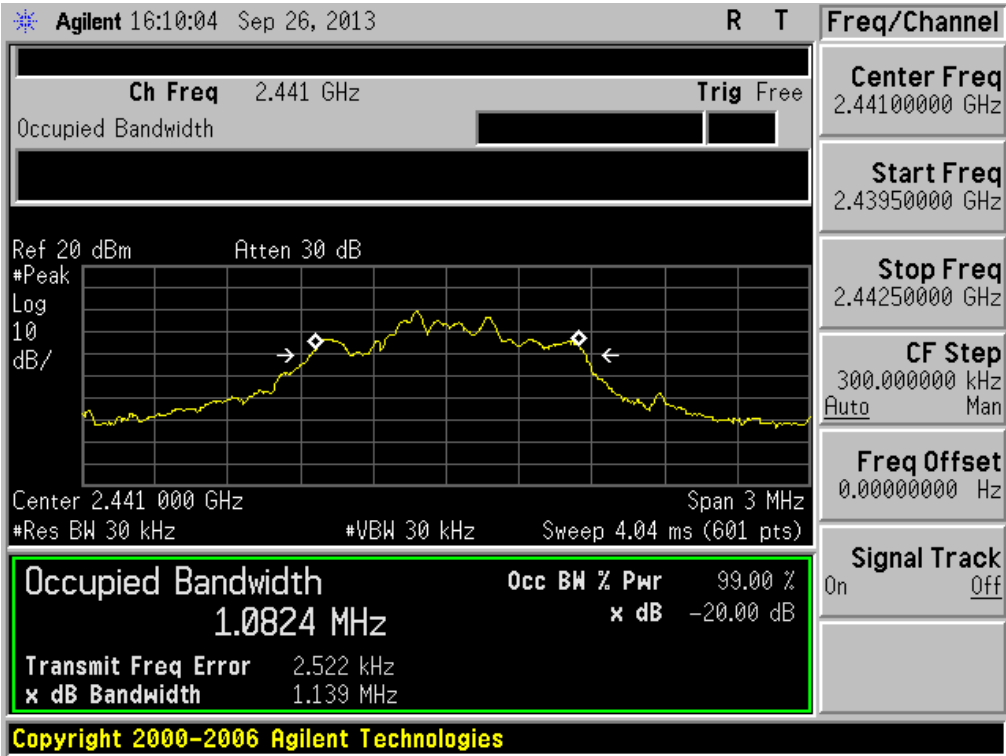 Agilent 16:10:04 Sep 26, 2013 R T
Freq/Channel
Ch Freq 2.441 GHz Trig Free
Occupied Bandwidth
Center Freq
2.44100000 GHz
Start Freq
2.43950000 GHz
Stop Freq
2.44250000 GHz
CF Step
300.000000 kHz
Auto Man
Freq Offset
0.00000000 Hz
Signal Track
On Off
Ref 20 dBm Atten 30 dB
#Peak
Log
10
dB/
Center 2.441 000 GHz Span 3 MHz
#Res BW 30 kHz #VBW 30 kHz Sweep 4.04 ms (601 pts)
Occupied Bandwidth
1.0824 MHz
Occ BW % Pwr 99.00 %
x dB -20.00 dB
Transmit Freq Error 2.522 kHz
x dB Bandwidth 1.139 MHz
Copyright 2000-2006 Agilent Technologies